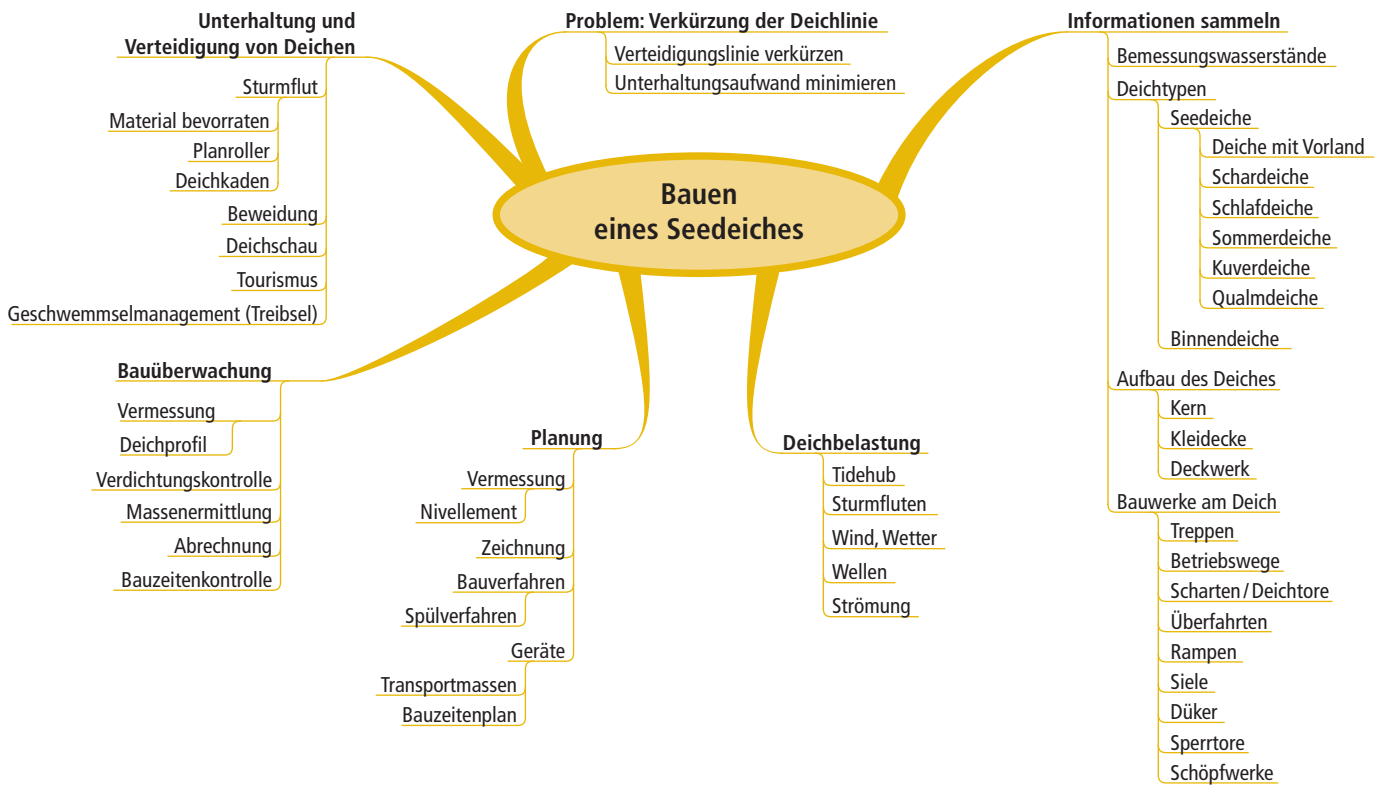 Bauen
eines Seedeiches
Unterhaltung und
Verteidigung von Deichen
Sturmflut
Material bevorraten
Planroller
Deichkaden
Beweidung
Deichschau
Tourismus
Geschwemmselmanagement (Treibsel)
Problem: Verkürzung der Deichlinie
Verteidigungslinie verkürzen
Unterhaltungsaufwand minimieren
Informationen sammeln
Bemessungswasserstände
Deichtypen
Seedeiche
Deiche mit Vorland
Schardeiche
Schlafdeiche
Sommerdeiche
Kuverdeiche
Qualmdeiche
Binnendeiche
Aufbau des Deiches
Kern
Kleidecke
Deckwerk
Bauwerke am Deich
Treppen
Betriebswege
Scharten / Deichtore
Überfahrten
Rampen
Siele
Düker
Sperrtore
Schöpfwerke
Bauüberwachung
Vermessung
Deichprofil
Verdichtungskontrolle
Massenermittlung
Abrechnung
Bauzeitenkontrolle
Planung
Vermessung
Nivellement
Zeichnung
Bauverfahren
Spülverfahren
Geräte
Transportmassen
Bauzeitenplan
Deichbelastung
Tidehub
Sturmfluten
Wind, Wetter
Wellen
Strömung